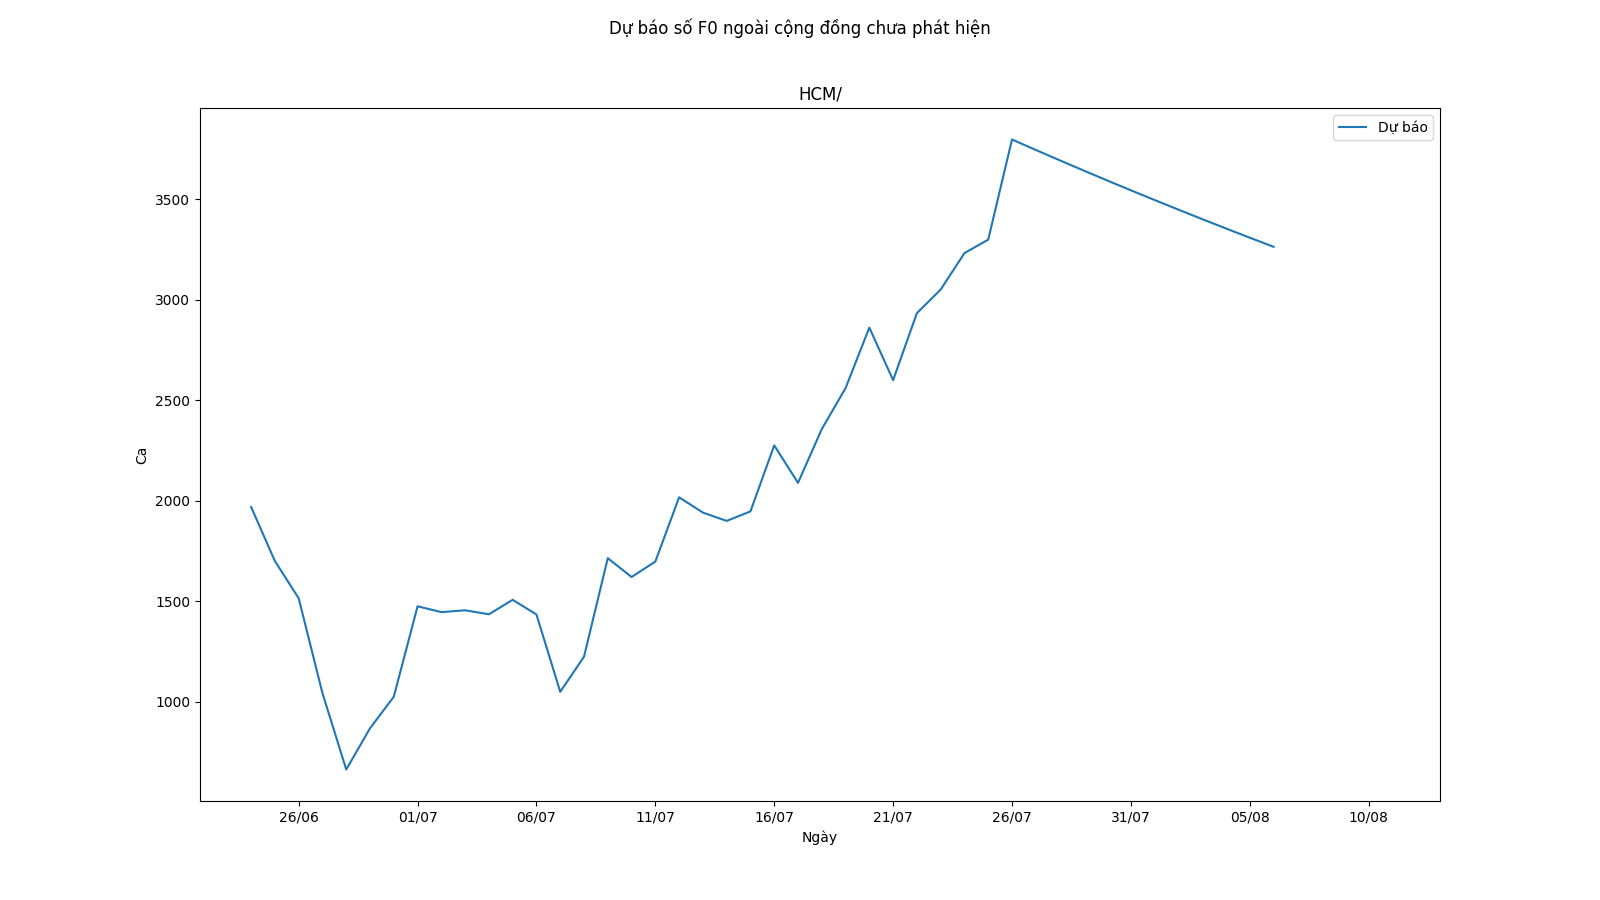 Dự báo số F0 ngoài cộng đồng chưa phát hiện
HCM/
Dự báo
3500
3000
2500
2000
1500
1000
Ca
26/06 01/07 06/07 11/07 16/07 21/07 26/07 31/07 05/08 10/08
Ngày